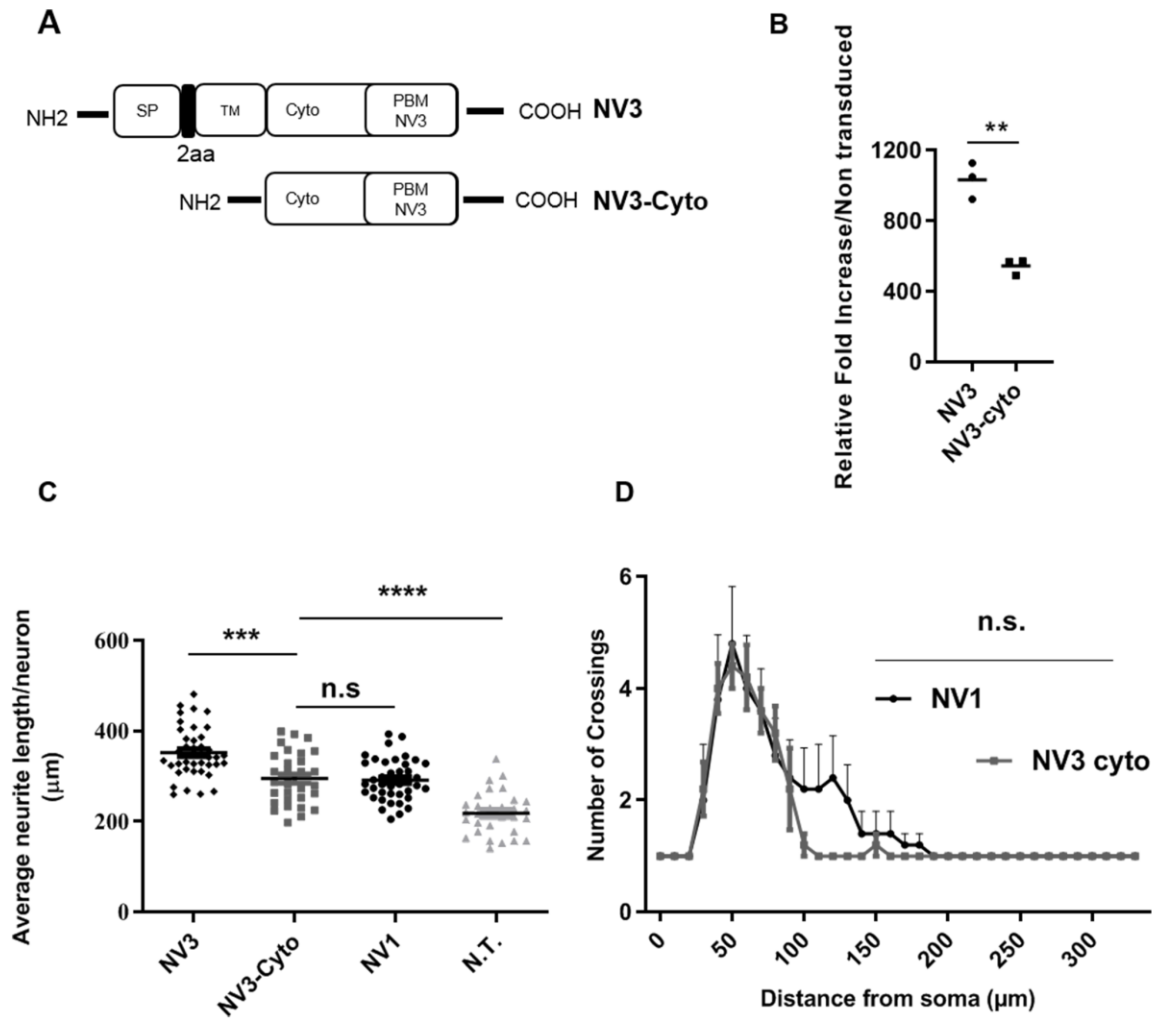 A
SP
TM
Cyto
PBM
NV3
NH2
COOH NV3
2aa
Cyto
PBM
NV3
NH2
COOH NV3-Cyto
B
Relative Fold Increase/Non transduced
**
1200
800
400
0
NV3
NV3-cyto
C
Average neurite length/neuron
(μm)
****
***
n.s
600
400
200
0
NV3
NV3-Cyto
NV1
N.T.
D
Number of Crossings
6
4
2
0
n.s.
NV1
NV3 cyto
0
50
100
150
200
250
300
Distance from soma (μm)